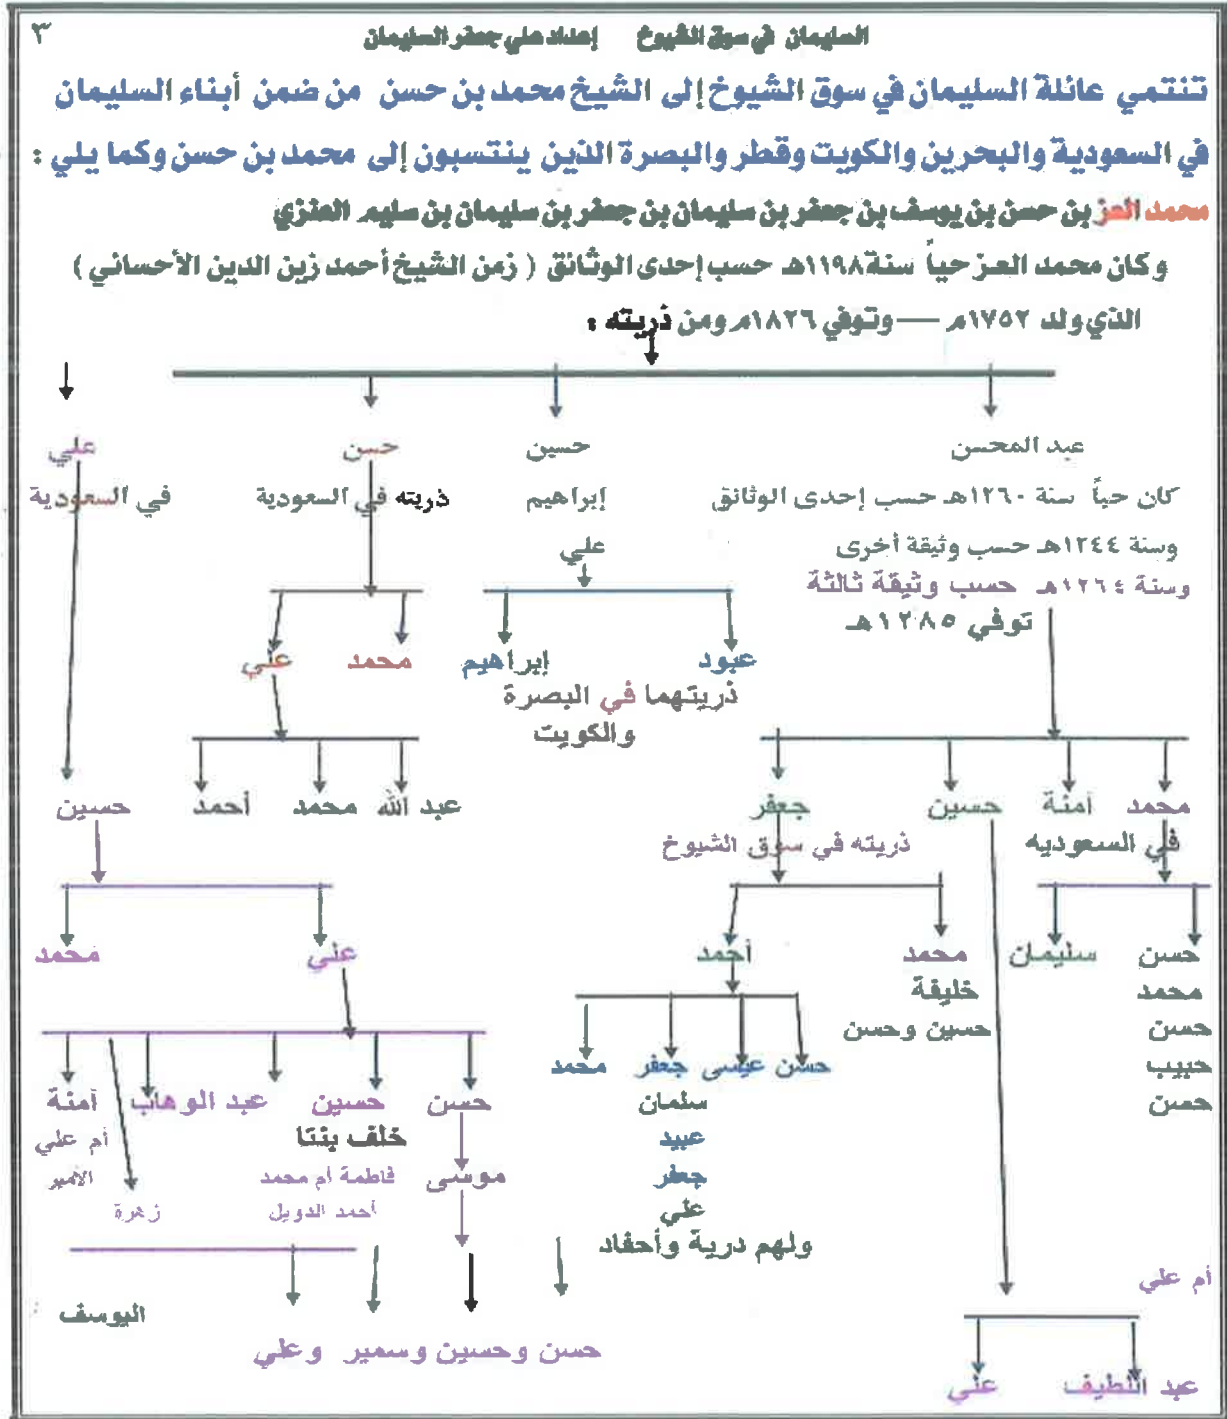 السليمان في سوق الشيوخ إعداد علي جعفر السليمان ٣
تنتمي عائلة السليمان في سوق الشيوخ إلى الشيخ محمد بن حسن من ضمن أبناء السليمان
في السعودية والبحرين والكويت وقطر والبصرة الذين ينتسبون إلى محمد بن حسن وكما يلي :
محمد العز بن حسن بن يوسف بن جعفر بن سليمان بن جعفر بن سليمان بن سليم العنزي
وكان محمد العز حياً سنة ١١٩٨هـ حسب إحدى الوثائق ( زمن الشيخ أحمد زين الدين الأحسائي )
الذي ولد ١٧٥٢م — وتوفي ١٨٢٦م ومن ذريته :
عبد المحسن حسين حسن علي
كان حياً سنة ١٢٦٠هـ حسب إحدى الوثائق إبراهيم ذريته في السعودية في السعودية
وسنة ١٢٤٤هـ حسب وثيقة أخرى علي
وسنة ١٢٦٤هـ حسب وثيقة ثالثة
توفي ١٢٨٥هـ
عبود إبراهيم محمد علي
ذريتهما في البصرة
والكويت
محمد آمنة حسين جعفر عبد الله محمد أحمد حسين
في السعوديه ذريته في سوق الشيوخ
حسن سليمان محمد أحمد علي محمد
محمد خليفة
حسن حسين وحسن
حبيب حسن عيسى جعفر محمد
حسن سلمان حسن حسين عبد الوهاب آمنة
عبيد خلف بنتا أم علي
جعفر موسى فاطمة أم محمد الأمير
علي أحمد الدويل زهرة
ولهم درية وأحفاد
أم علي
اليوسف :
حسن وحسين وسمير وعلي
عبد اللطيف علي